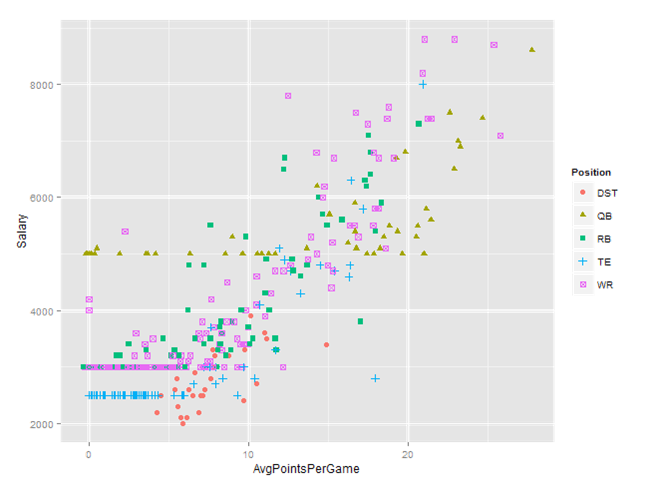 8000
6000
4000
2000
Salary
0
10
20
AvgPointsPerGame
Position
DST
QB
RB
TE
WR